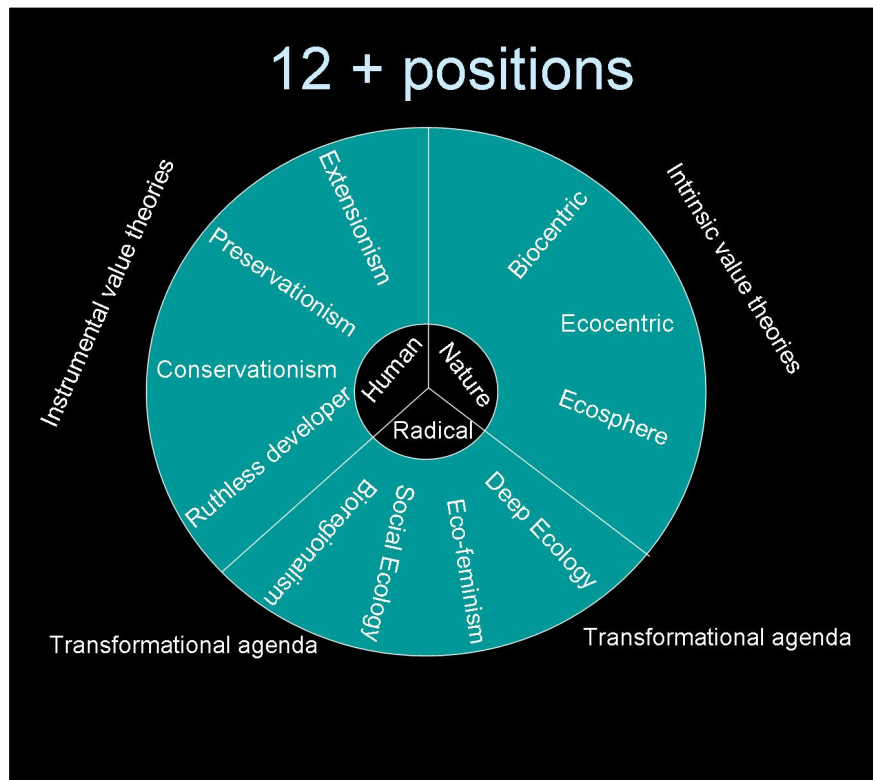 12 + positions
Instrumental value theories
Intrinsic value theories
Extensionism
Preservationism
Conservationism
Ruthless developer
Biocentric
Ecocentric
Ecosphere
Human
Nature
Radical
Bioregionalism
Social Ecology
Eco-feminism
Deep Ecology
Transformational agenda
Transformational agenda